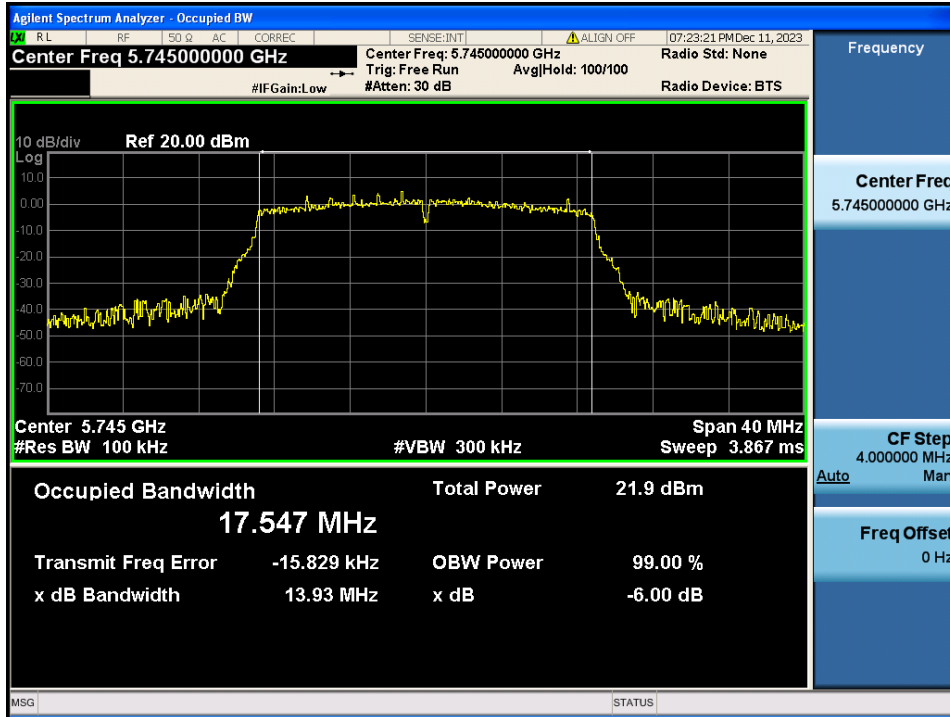 Agilent Spectrum Analyzer - Occupied BW
LXI RL RF 50 Ω AC CORREC SENSE:INT ALIGN OFF 07:23:21 PM Dec 11, 2023
Center Freq 5.745000000 GHz
Center Freq: 5.745000000 GHz
Radio Std: None
Trig: Free Run Avg|Hold: 100/100
#IFGain:Low
#Atten: 30 dB
Radio Device: BTS
10 dB/div Ref 20.00 dBm
Log
10.0
0.00
-10.0
-20.0
-30.0
-40.0
-50.0
-60.0
-70.0
Center 5.745 GHz Span 40 MHz
#Res BW 100 kHz #VBW 300 kHz Sweep 3.867 ms
Occupied Bandwidth Total Power 21.9 dBm
17.547 MHz
Transmit Freq Error -15.829 kHz OBW Power 99.00 %
x dB Bandwidth 13.93 MHz x dB -6.00 dB
MSG STATUS
Frequency
Center Freq
5.745000000 GHz
CF Step
4.000000 MHz
Auto Man
Freq Offset
0 Hz